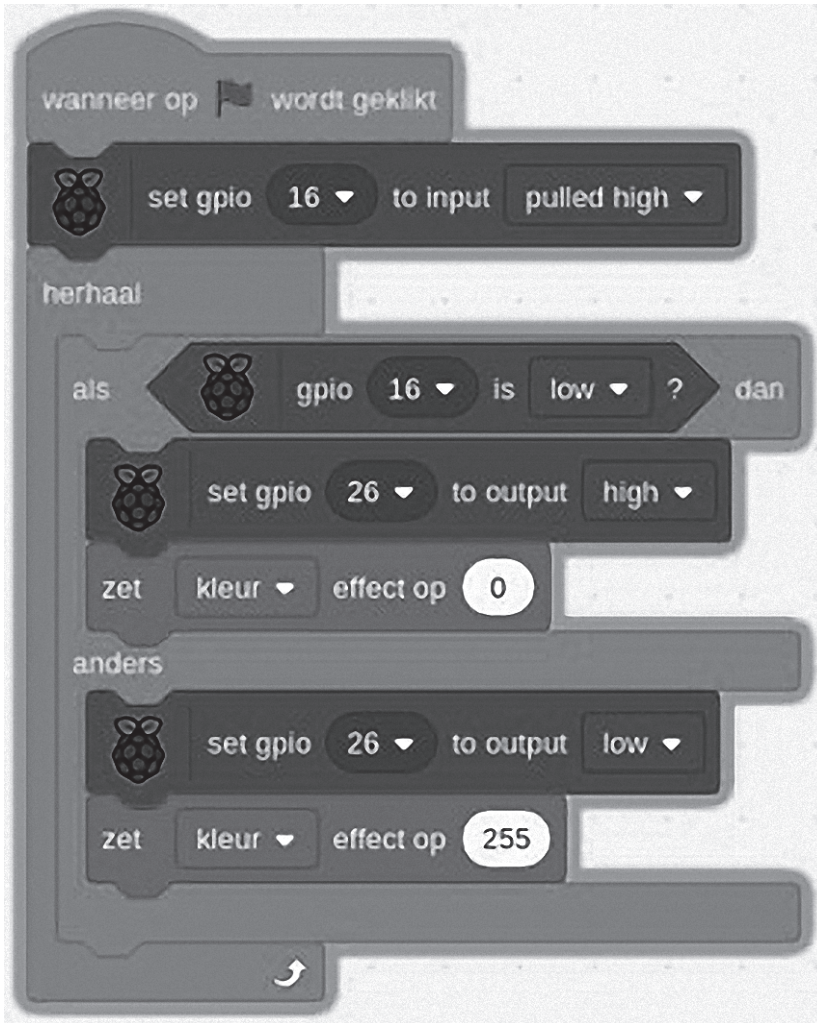 wanneer op wordt geklikt
set gpio 16 to input pulled high
herhaal
als gpio 16 is low ? dan
set gpio 26 to output high
zet kleur effect op 0
anders
set gpio 26 to output low
zet kleur effect op 255